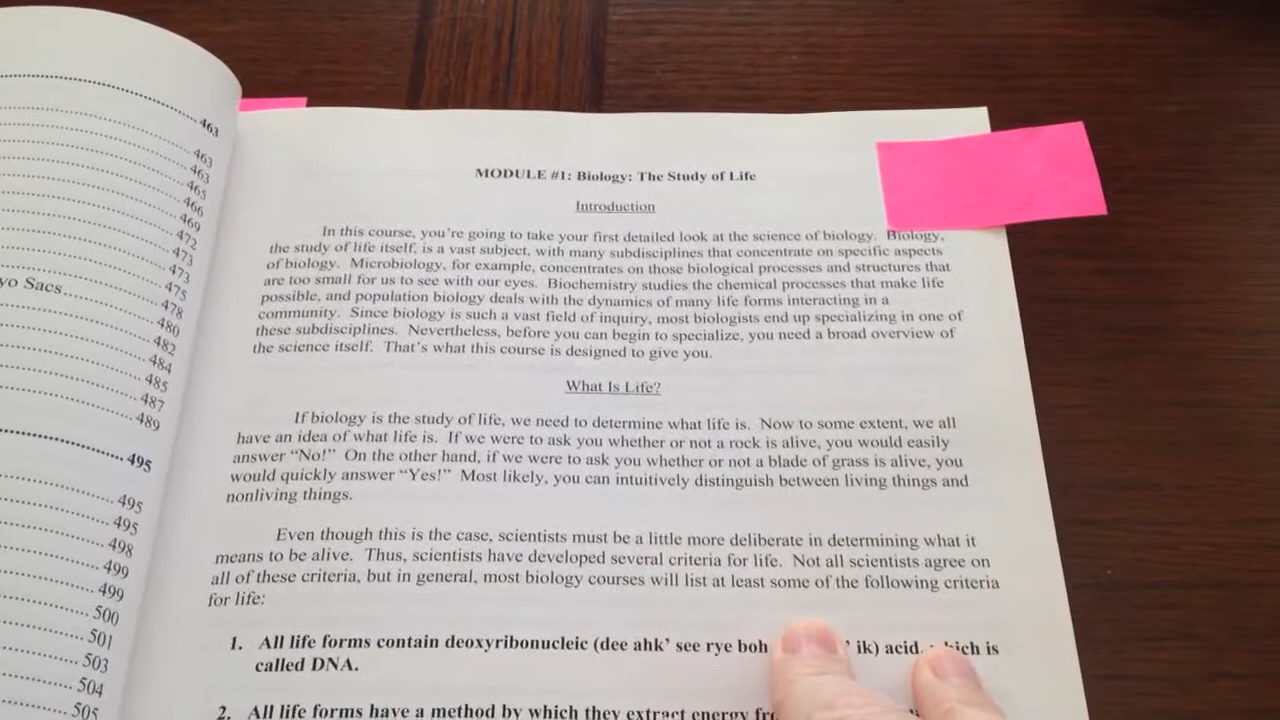 463
463
463
465
466
469
472
473
473
475
yo Sacs 478
480
482
484
485
487
489
495
495
495
498
499
499
500
501
503
504
505
MODULE #1: Biology: The Study of Life
Introduction
In this course, you're going to take your first detailed look at the science of biology. Biology,
the study of life itself, is a vast subject, with many subdisciplines that concentrate on specific aspects
of biology. Microbiology, for example, concentrates on those biological processes and structures that
are too small for us to see with our eyes. Biochemistry studies the chemical processes that make life
possible, and population biology deals with the dynamics of many life forms interacting in a
community. Since biology is such a vast field of inquiry, most biologists end up specializing in one of
these subdisciplines. Nevertheless, before you can begin to specialize, you need a broad overview of
the science itself. That's what this course is designed to give you.
What Is Life?
If biology is the study of life, we need to determine what life is. Now to some extent, we all
have an idea of what life is. If we were to ask you whether or not a rock is alive, you would easily
answer “No!” On the other hand, if we were to ask you whether or not a blade of grass is alive, you
would quickly answer “Yes!” Most likely, you can intuitively distinguish between living things and
nonliving things.
Even though this is the case, scientists must be a little more deliberate in determining what it
means to be alive. Thus, scientists have developed several criteria for life. Not all scientists agree on
all of these criteria, but in general, most biology courses will list at least some of the following criteria
for life:
1. All life forms contain deoxyribonucleic (dee ahk' see rye boh ' ik) acid, which is
called DNA.
2. All life forms have a method by which they extract energy